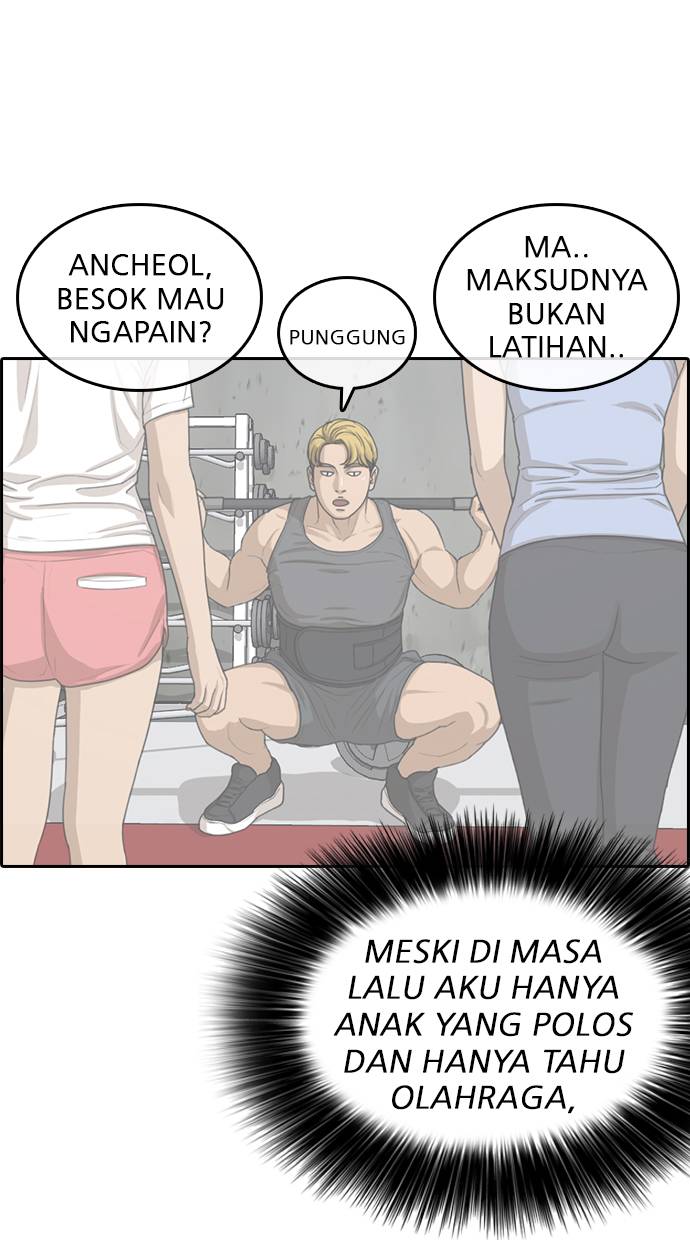 ANCHEOL,
BESOK MAU
NGAPAIN?
PUNGGUNG
MA..
MAKSUDNYA
BUKAN
LATIHAN..
MESKI DI MASA
LALU AKU HANYA
ANAK YANG POLOS
DAN HANYA TAHU
OLAHRAGA,